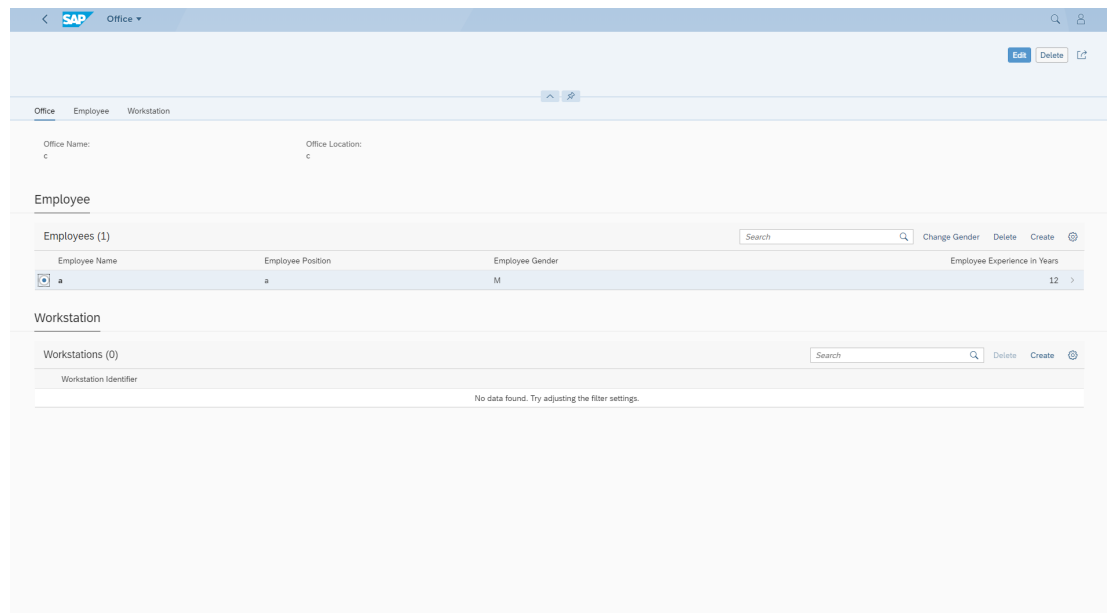 SAP Office
Edit Delete
Office Employee Workstation
Office Name: Office Location:
c c
Employee
Employees (1) Search Change Gender Delete Create
Employee Name Employee Position Employee Gender Employee Experience in Years
a a M 12
Workstation
Workstations (0) Search Delete Create
Workstation Identifier
No data found. Try adjusting the filter settings.